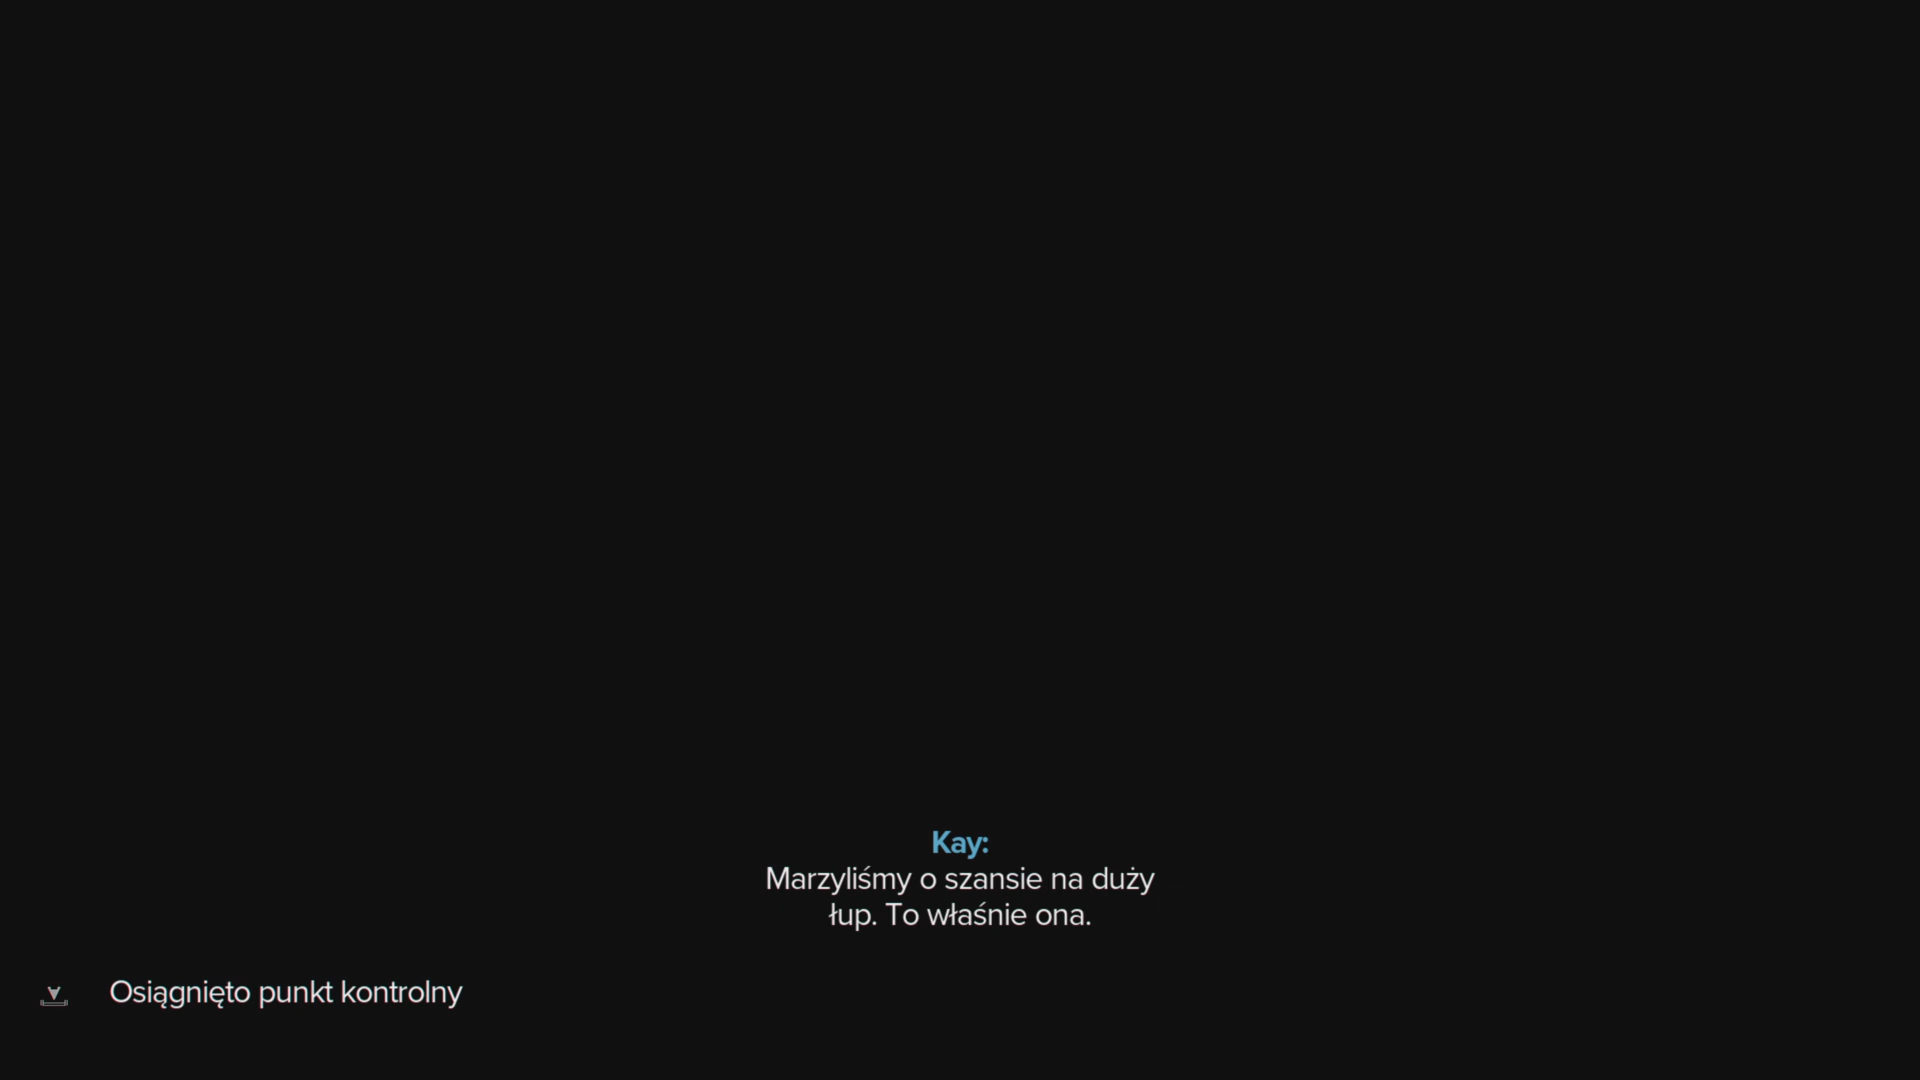 Kay:
Marzyliśmy o szansie na duży
łup. To właśnie ona.
Osiągnięto punkt kontrolny